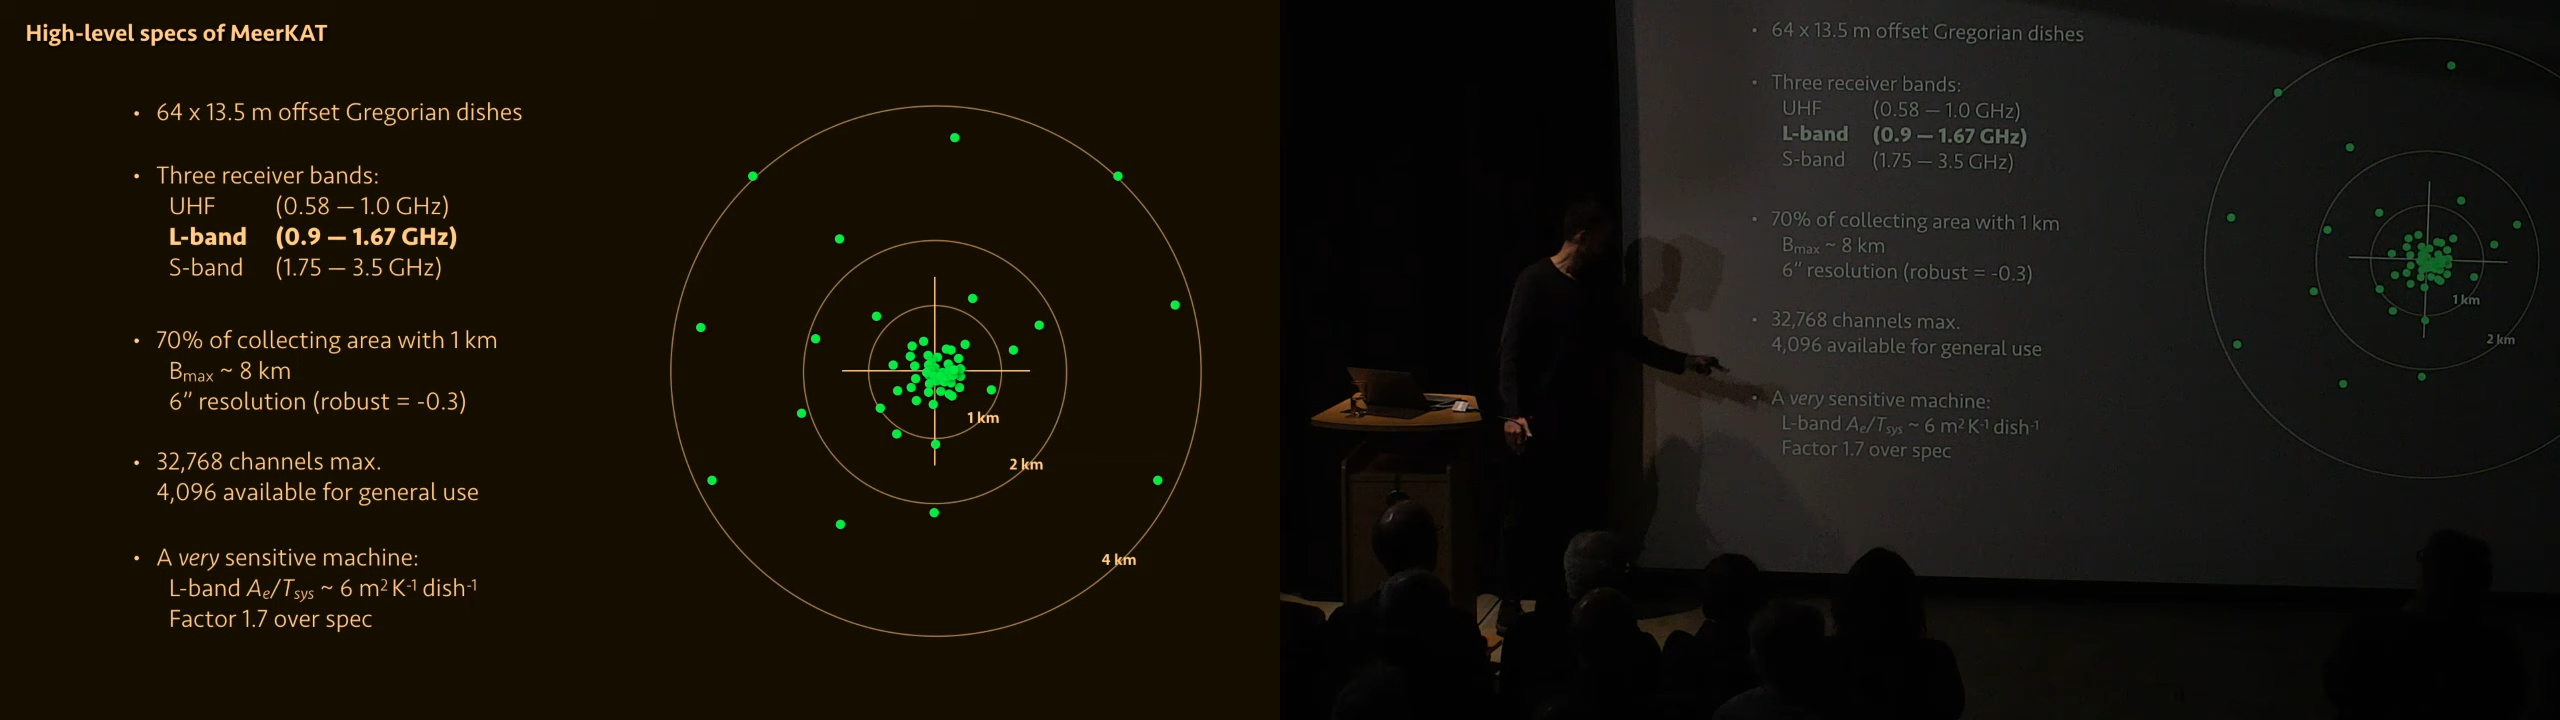 High-level specs of MeerKAT
• 64 x 13.5 m offset Gregorian dishes
• Three receiver bands:
UHF (0.58 – 1.0 GHz)
L-band (0.9 – 1.67 GHz)
S-band (1.75 – 3.5 GHz)
• 70% of collecting area with 1 km
Bmax ~ 8 km
6” resolution (robust = -0.3)
• 32,768 channels max.
4,096 available for general use
• A very sensitive machine:
L-band Ae/Tsys ~ 6 m² K⁻¹ dish⁻¹
Factor 1.7 over spec
1 km
2 km
4 km
• 64 x 13.5 m offset Gregorian dishes
• Three receiver bands:
UHF (0.58 – 1.0 GHz)
L-band (0.9 – 1.67 GHz)
S-band (1.75 – 3.5 GHz)
• 70% of collecting area with 1 km
Bmax ~ 8 km
6” resolution (robust = -0.3)
• 32,768 channels max.
4,096 available for general use
• A very sensitive machine:
L-band Ae/Tsys ~ 6 m² K⁻¹ dish⁻¹
Factor 1.7 over spec
1 km
2 km